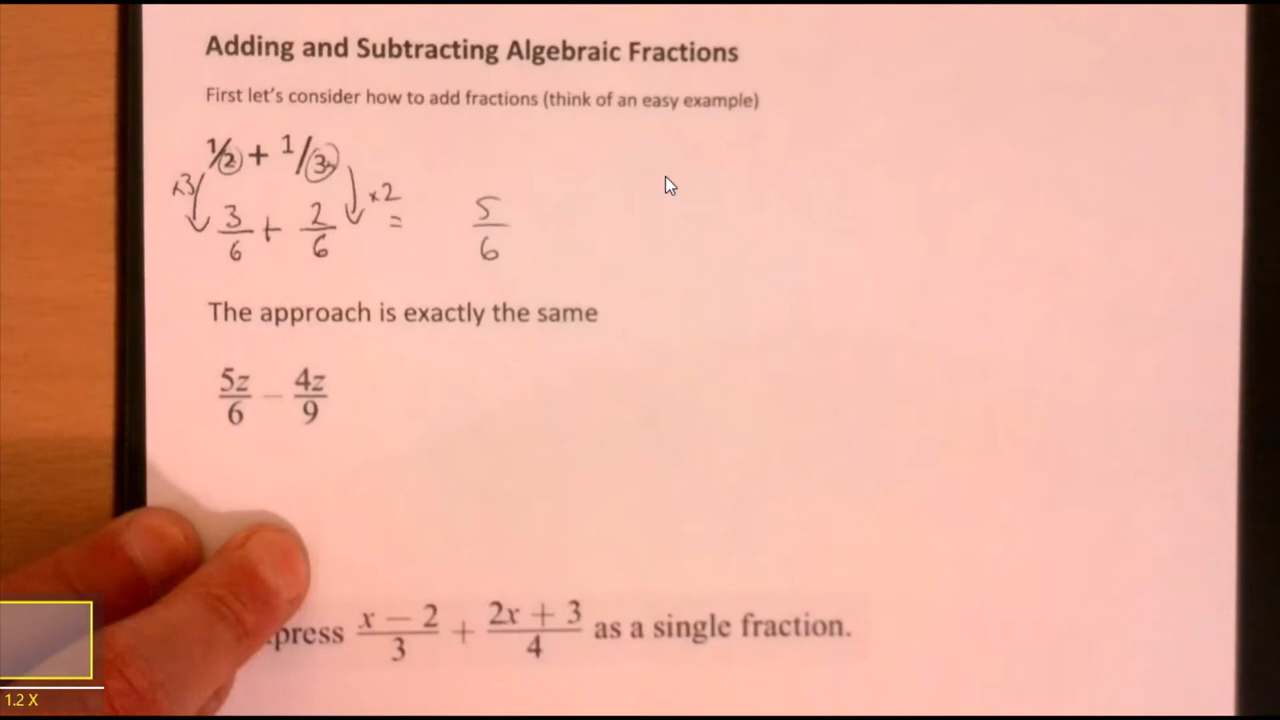 Adding and Subtracting Algebraic Fractions
First let's consider how to add fractions (think of an easy example)
1/2 + 1/3
×3 ×2
3/6 + 2/6 = 5/6
The approach is exactly the same
5z/6 − 4z/9
press x − 2/3 + 2x + 3/4 as a single fraction.
1.2 X